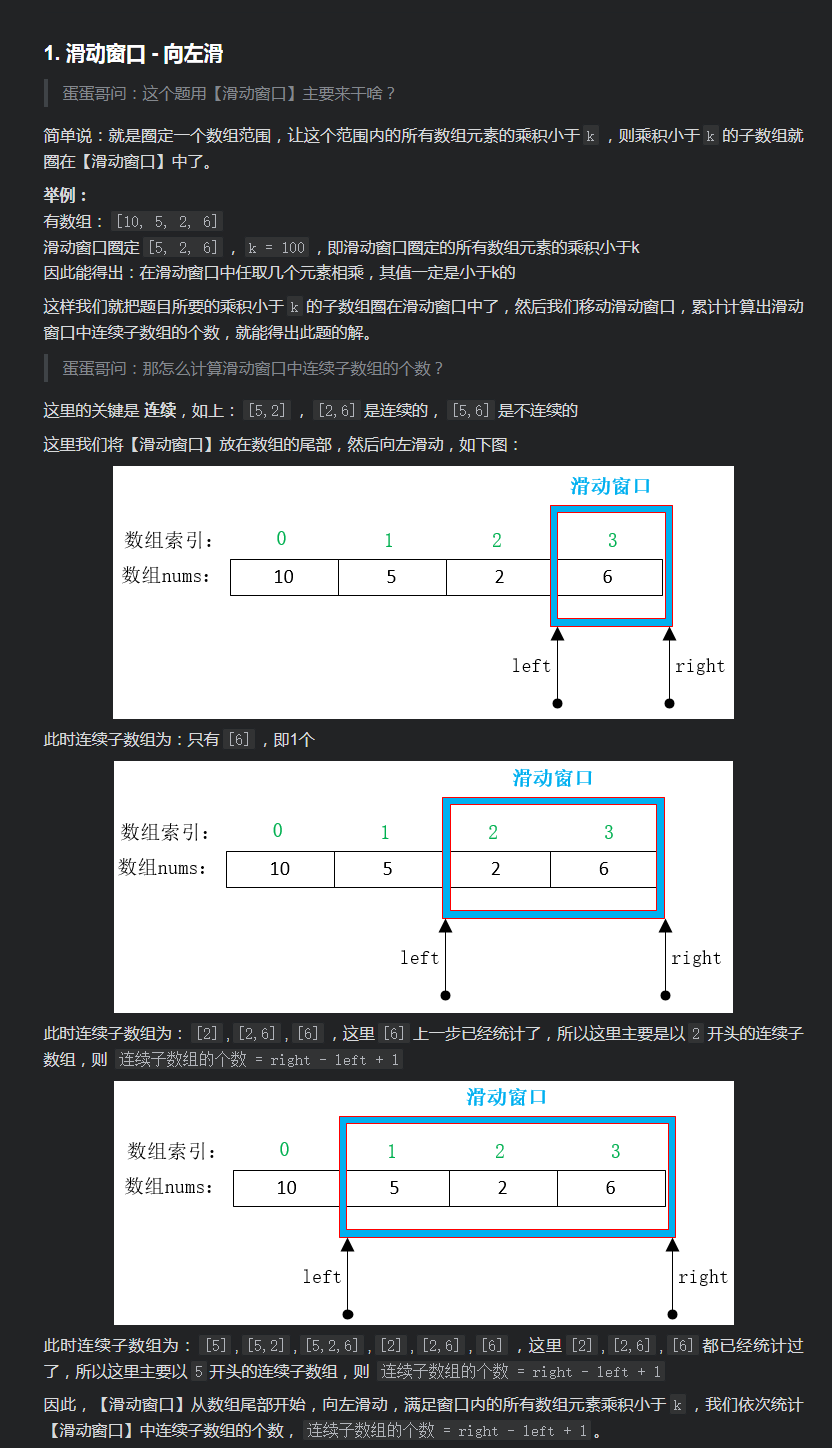 1. 滑动窗口 - 向左滑
蛋蛋哥问：这个题用【滑动窗口】主要来干啥？
简单说：就是圈定一个数组范围，让这个范围内的所有数组元素的乘积小于 k ，则乘积小于 k 的子数组就
圈在【滑动窗口】中了。
举例：
有数组： [10, 5, 2, 6]
滑动窗口圈定 [5, 2, 6] ， k = 100 ，即滑动窗口圈定的所有数组元素的乘积小于k
因此能得出：在滑动窗口中任取几个元素相乘，其值一定是小于k的
这样我们就把题目所要的乘积小于 k 的子数组圈在滑动窗口中了，然后我们移动滑动窗口，累计计算出滑动
窗口中连续子数组的个数，就能得出此题的解。
蛋蛋哥问：那怎么计算滑动窗口中连续子数组的个数？
这里的关键是 连续，如上： [5,2] ， [2,6] 是连续的， [5,6] 是不连续的
这里我们将【滑动窗口】放在数组的尾部，然后向左滑动，如下图：
滑动窗口
数组索引： 0 1 2 3
数组nums： 10 5 2 6
left right
此时连续子数组为：只有 [6] ，即1个
滑动窗口
数组索引： 0 1 2 3
数组nums： 10 5 2 6
left right
此时连续子数组为： [2] , [2,6] , [6] ，这里 [6] 上一步已经统计了，所以这里主要是以 2 开头的连续子
数组，则 连续子数组的个数 = right - left + 1
滑动窗口
数组索引： 0 1 2 3
数组nums： 10 5 2 6
left right
此时连续子数组为： [5] , [5,2] , [5,2,6] , [2] , [2,6] , [6] ，这里 [2] , [2,6] , [6] 都已经统计过
了，所以这里主要以 5 开头的连续子数组，则 连续子数组的个数 = right - left + 1
因此，【滑动窗口】从数组尾部开始，向左滑动，满足窗口内的所有数组元素乘积小于 k ，我们依次统计
【滑动窗口】中连续子数组的个数， 连续子数组的个数 = right - left + 1 。